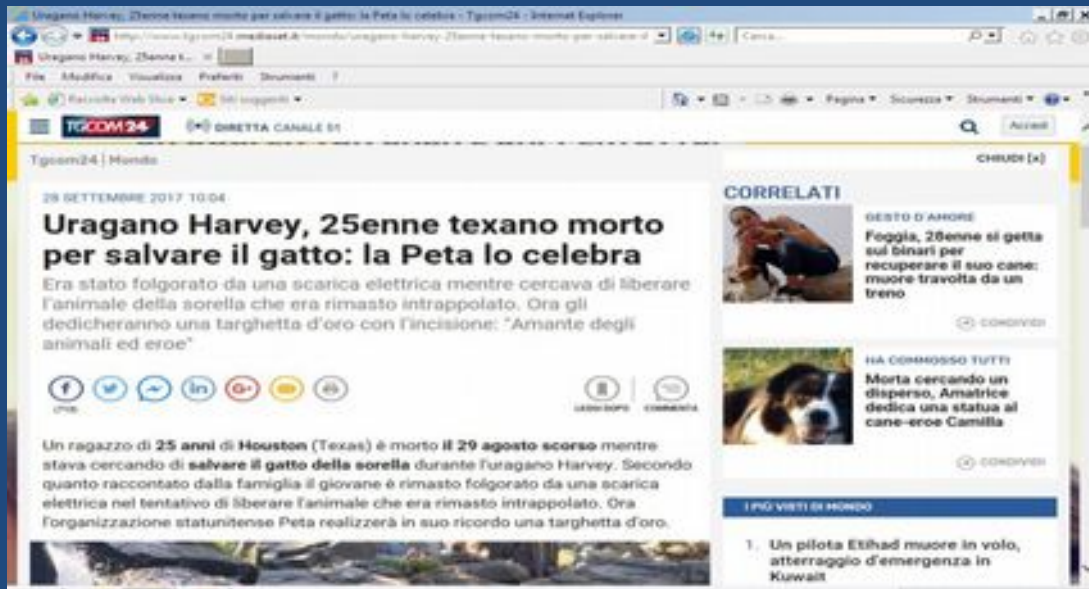 Uragano Harvey, 25enne texano morto per salvare il gatto: la Peta lo celebra - Tgcom24 - Internet Explorer
Cerca...
Uragano Harvey, 25enne t...
File Modifica Visualizza Preferiti Strumenti ?
Raccolta Web Slice
Siti suggeriti
Pagina Sicurezza Strumenti
TGCOM24
DIRETTA CANALE 51
Accedi
Tgcom24 | Mondo
CHIUDI [x]
28 SETTEMBRE 2017 10:04
Uragano Harvey, 25enne texano morto
per salvare il gatto: la Peta lo celebra
Era stato folgorato da una scarica elettrica mentre cercava di liberare
l'animale della sorella che era rimasto intrappolato. Ora gli
dedicheranno una targhetta d'oro con l'incisione: "Amante degli
animali ed eroe"
LEGGI DOPO
COMMENTA
Un ragazzo di 25 anni di Houston (Texas) è morto il 29 agosto scorso mentre
stava cercando di salvare il gatto della sorella durante l'uragano Harvey. Secondo
quanto raccontato dalla famiglia il giovane è rimasto folgorato da una scarica
elettrica nel tentativo di liberare l'animale che era rimasto intrappolato. Ora
l'organizzazione statunitense Peta realizzerà in suo ricordo una targhetta d'oro.
CORRELATI
GESTO D'AMORE
Foggia, 28enne si getta
sui binari per
recuperare il suo cane:
muore travolta da un
treno
CONDIVIDI
HA COMMOSSO TUTTI
Morta cercando un
disperso, Amatrice
dedica una statua al
cane-eroe Camilla
CONDIVIDI
I PIÙ VISTI DI MONDO
1. Un pilota Etihad muore in volo,
atterraggio d'emergenza in
Kuwait